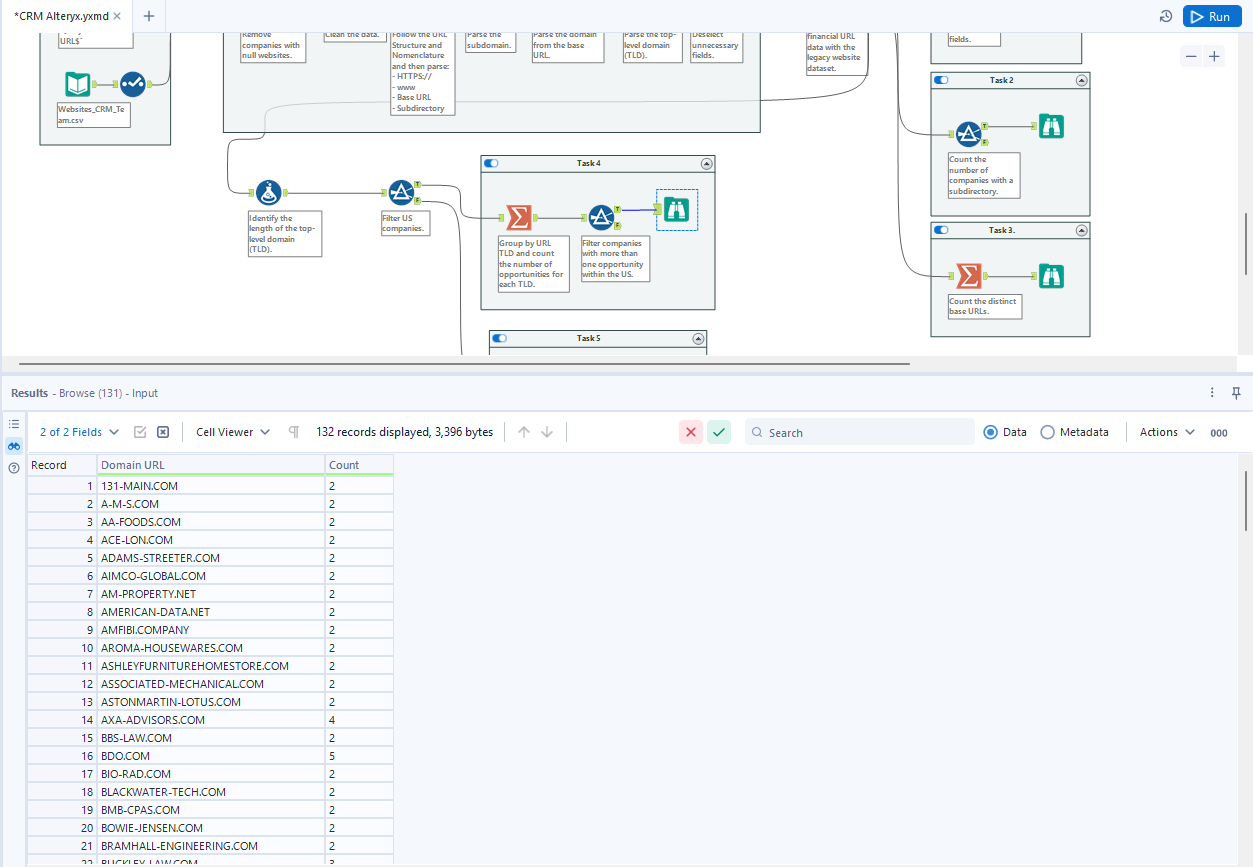 *CRM Alteryx.yxmd
Run
URL$"
Remove
companies with
null websites.
Clean the data.
Follow the URL
Structure and
Nomenclature
and then parse:
- HTTPS://
- www
- Base URL
- Subdirectory
Parse the
subdomain.
Parse the domain
from the base
URL.
Parse the top-
level domain
(TLD).
Deselect
unnecessary
fields.
financial URL
data with the
legacy website
dataset.
fields.
Websites_CRM_Te
am.csv
Task 2
T
F
Count the
number of
companies with a
subdirectory.
Task 4
Identify the
length of the top-
level domain
(TLD).
T
F
Filter US
companies.
Group by URL
TLD and count
the number of
opportunities for
each TLD.
T
F
Filter companies
with more than
one opportunity
within the US.
Task 3.
Count the distinct
base URLs.
Task 5
Results - Browse (131) - Input
2 of 2 Fields
Cell Viewer
132 records displayed, 3,396 bytes
Search
Data
Metadata
Actions
000
Record Domain URL Count
1 131-MAIN.COM 2
2 A-M-S.COM 2
3 AA-FOODS.COM 2
4 ACE-LON.COM 2
5 ADAMS-STREETER.COM 2
6 AIMCO-GLOBAL.COM 2
7 AM-PROPERTY.NET 2
8 AMERICAN-DATA.NET 2
9 AMFIBI.COMPANY 2
10 AROMA-HOUSEWARES.COM 2
11 ASHLEYFURNITUREHOMESTORE.COM 2
12 ASSOCIATED-MECHANICAL.COM 2
13 ASTONMARTIN-LOTUS.COM 2
14 AXA-ADVISORS.COM 4
15 BBS-LAW.COM 2
16 BDO.COM 5
17 BIO-RAD.COM 2
18 BLACKWATER-TECH.COM 2
19 BMB-CPAS.COM 2
20 BOWIE-JENSEN.COM 2
21 BRAMHALL-ENGINEERING.COM 2
22 BUCKLEY-LAW.COM 3